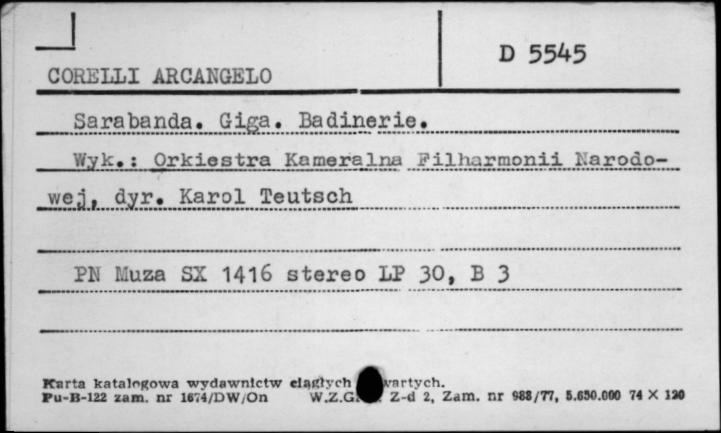 D 5545
CORELLI ARCANGELO
Sarabanda. Giga. Badinerie.
Wyk.: Orkiestra Kameralna Filharmonii Narodo-
wej, dyr. Karol Teutsch
PN Muza SX 1416 stereo LP 30, B 3
Karta katalogowa wydawnictw ciągłych
Pu-B-122 zam. nr 1674/DW/On W.Z.G. Z-d 2, Zam. nr 988/77, 5.650.000 74 X 120